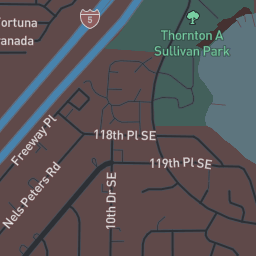 Fortuna
Granada
5
Thornton A
Sullivan Park
Freeway Pl
118th Pl SE
119th Pl SE
Nels Peters Rd
10th Dr SE